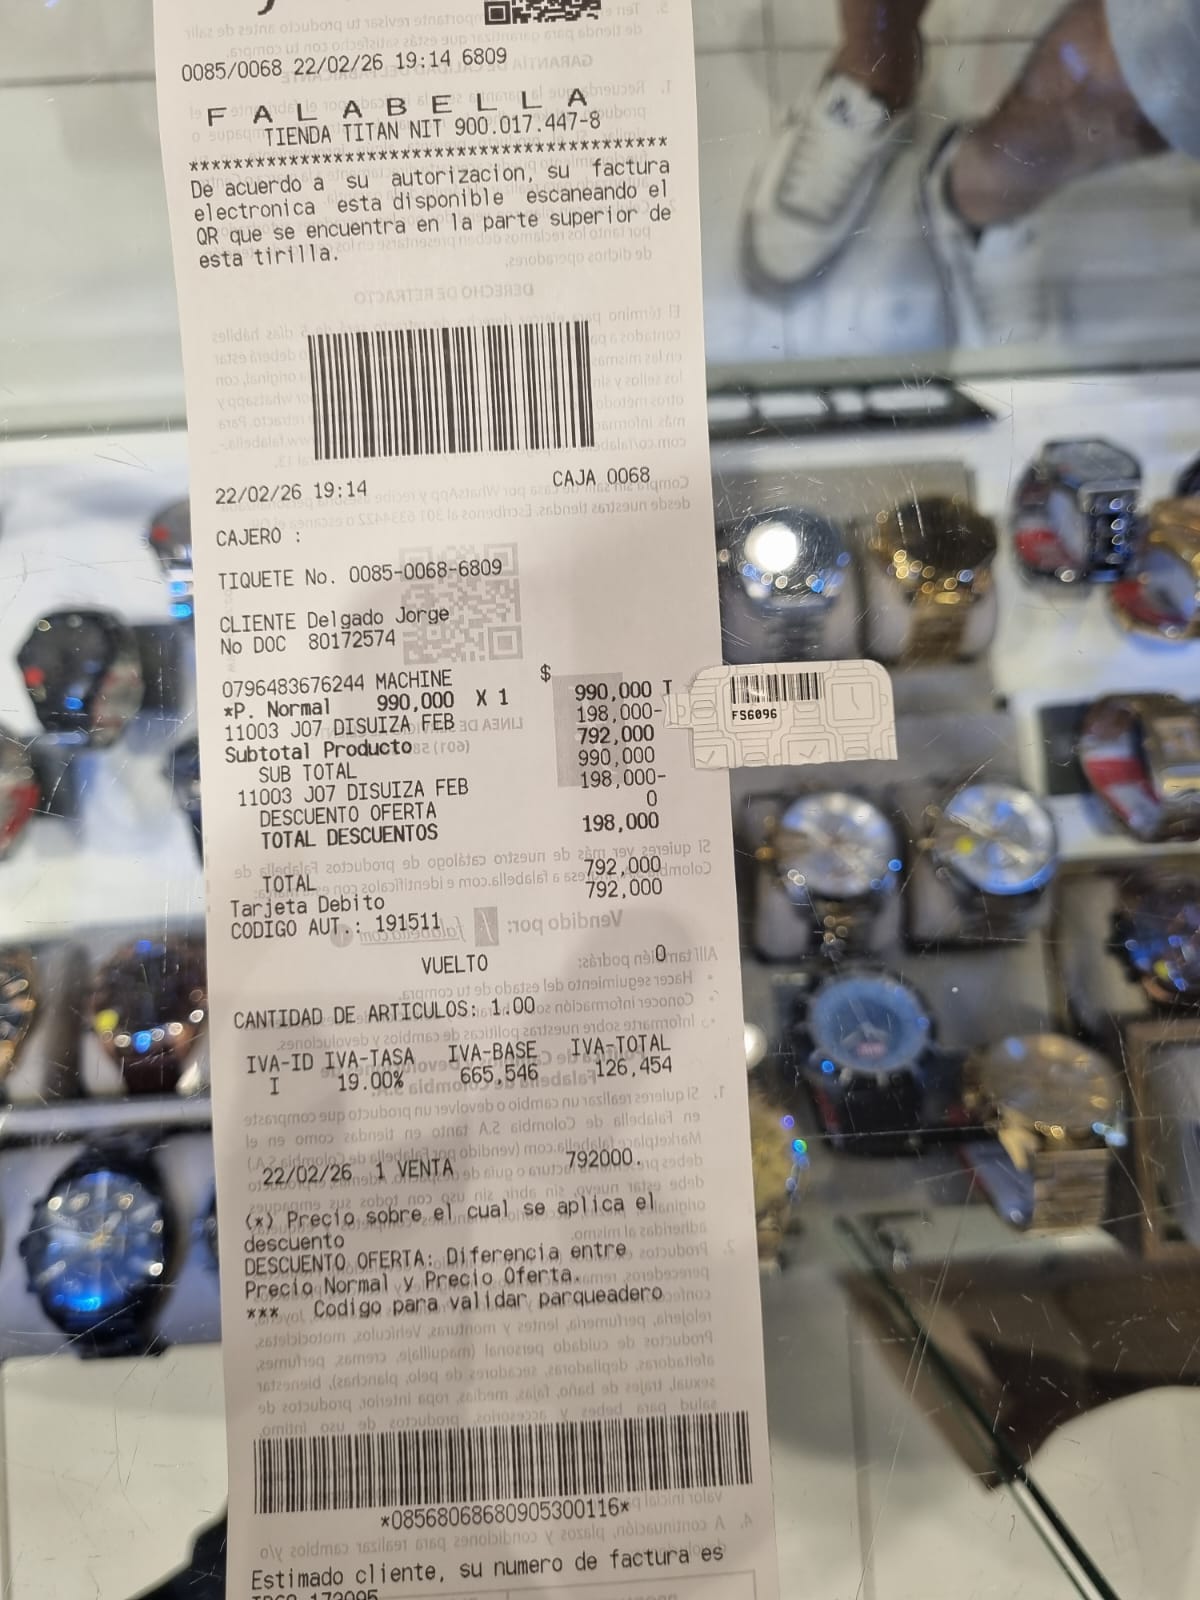 0085/0068 22/02/26 19:14 6809
F A L A B E L L A
TIENDA TITAN NIT 900.017.447-8
*******************************************
De acuerdo a su autorizacion, su factura
electronica esta disponible escaneando el
QR que se encuentra en la parte superior de
esta tirilla.
22/02/26 19:14 CAJA 0068
CAJERO :
TIQUETE No. 0085-0068-6809
CLIENTE Delgado Jorge
No DOC 80172574
$
0796483676244 MACHINE 990,000 I
*P. Normal 990,000 X 1
11003 J07 DISUIZA FEB 198,000-
Subtotal Producto 792,000
SUB TOTAL 990,000
11003 J07 DISUIZA FEB 198,000-
DESCUENTO OFERTA 0
TOTAL DESCUENTOS 198,000
TOTAL 792,000
Tarjeta Debito 792,000
CODIGO AUT.: 191511
VUELTO 0
CANTIDAD DE ARTICULOS: 1.00
IVA-ID IVA-TASA IVA-BASE IVA-TOTAL
I 19.00% 665,546 126,454
22/02/26 1 VENTA 792000.
(*) Precio sobre el cual se aplica el
descuento
DESCUENTO OFERTA: Diferencia entre
Precio Normal y Precio Oferta.
*** Codigo para validar parqueadero
*08568068680905300116*
Estimado cliente, su numero de factura es
FS6096